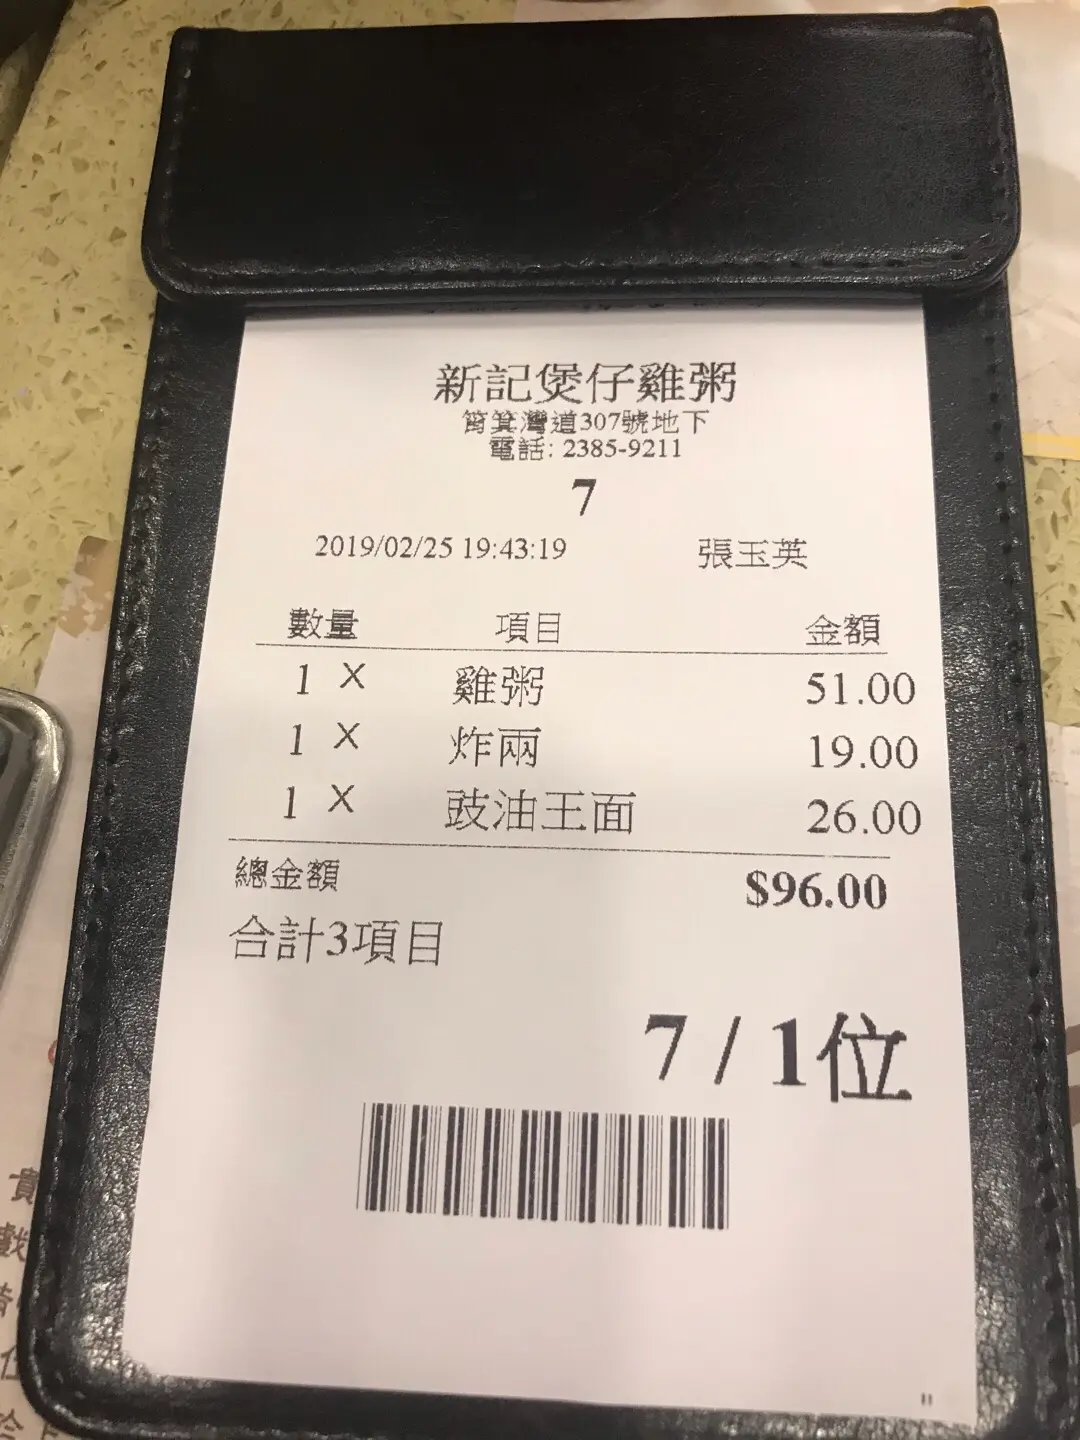 新記煲仔雞粥
筲箕灣道307號地下
電話: 2385-9211
7
2019/02/25 19:43:19 張玉英
數量 項目 金額
1 X 雞粥 51.00
1 X 炸兩 19.00
1 X 豉油王面 26.00
總金額 $96.00
合計3項目
7 / 1位